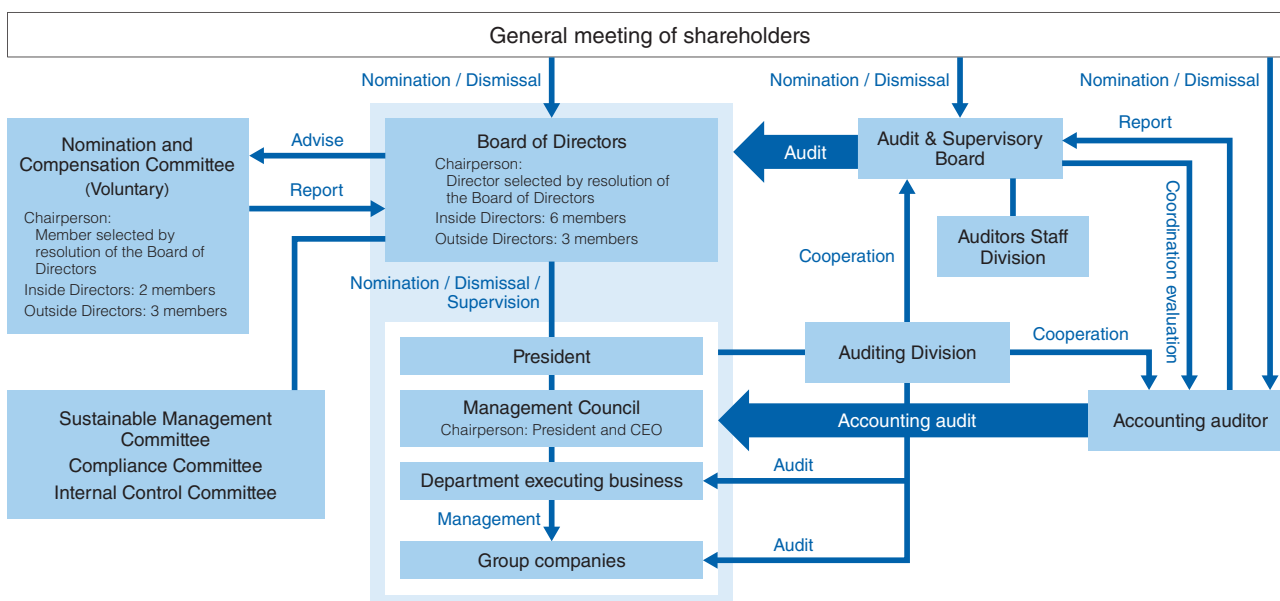 General meeting of shareholders
Nomination / Dismissal
Nomination / Dismissal
Nomination / Dismissal
Nomination and
Compensation Committee
(Voluntary)
Chairperson:
Member selected by
resolution of the Board of
Directors
Inside Directors: 2 members
Outside Directors: 3 members
Advise
Report
Board of Directors
Chairperson:
Director selected by resolution of
the Board of Directors
Inside Directors: 6 members
Outside Directors: 3 members
Audit
Audit & Supervisory
Board
Report
Coordination evaluation
Auditors Staff
Division
Cooperation
Nomination / Dismissal /
Supervision
President
Auditing Division
Cooperation
Sustainable Management
Committee
Compliance Committee
Internal Control Committee
Management Council
Chairperson: President and CEO
Accounting audit
Accounting auditor
Department executing business
Audit
Management
Group companies
Audit